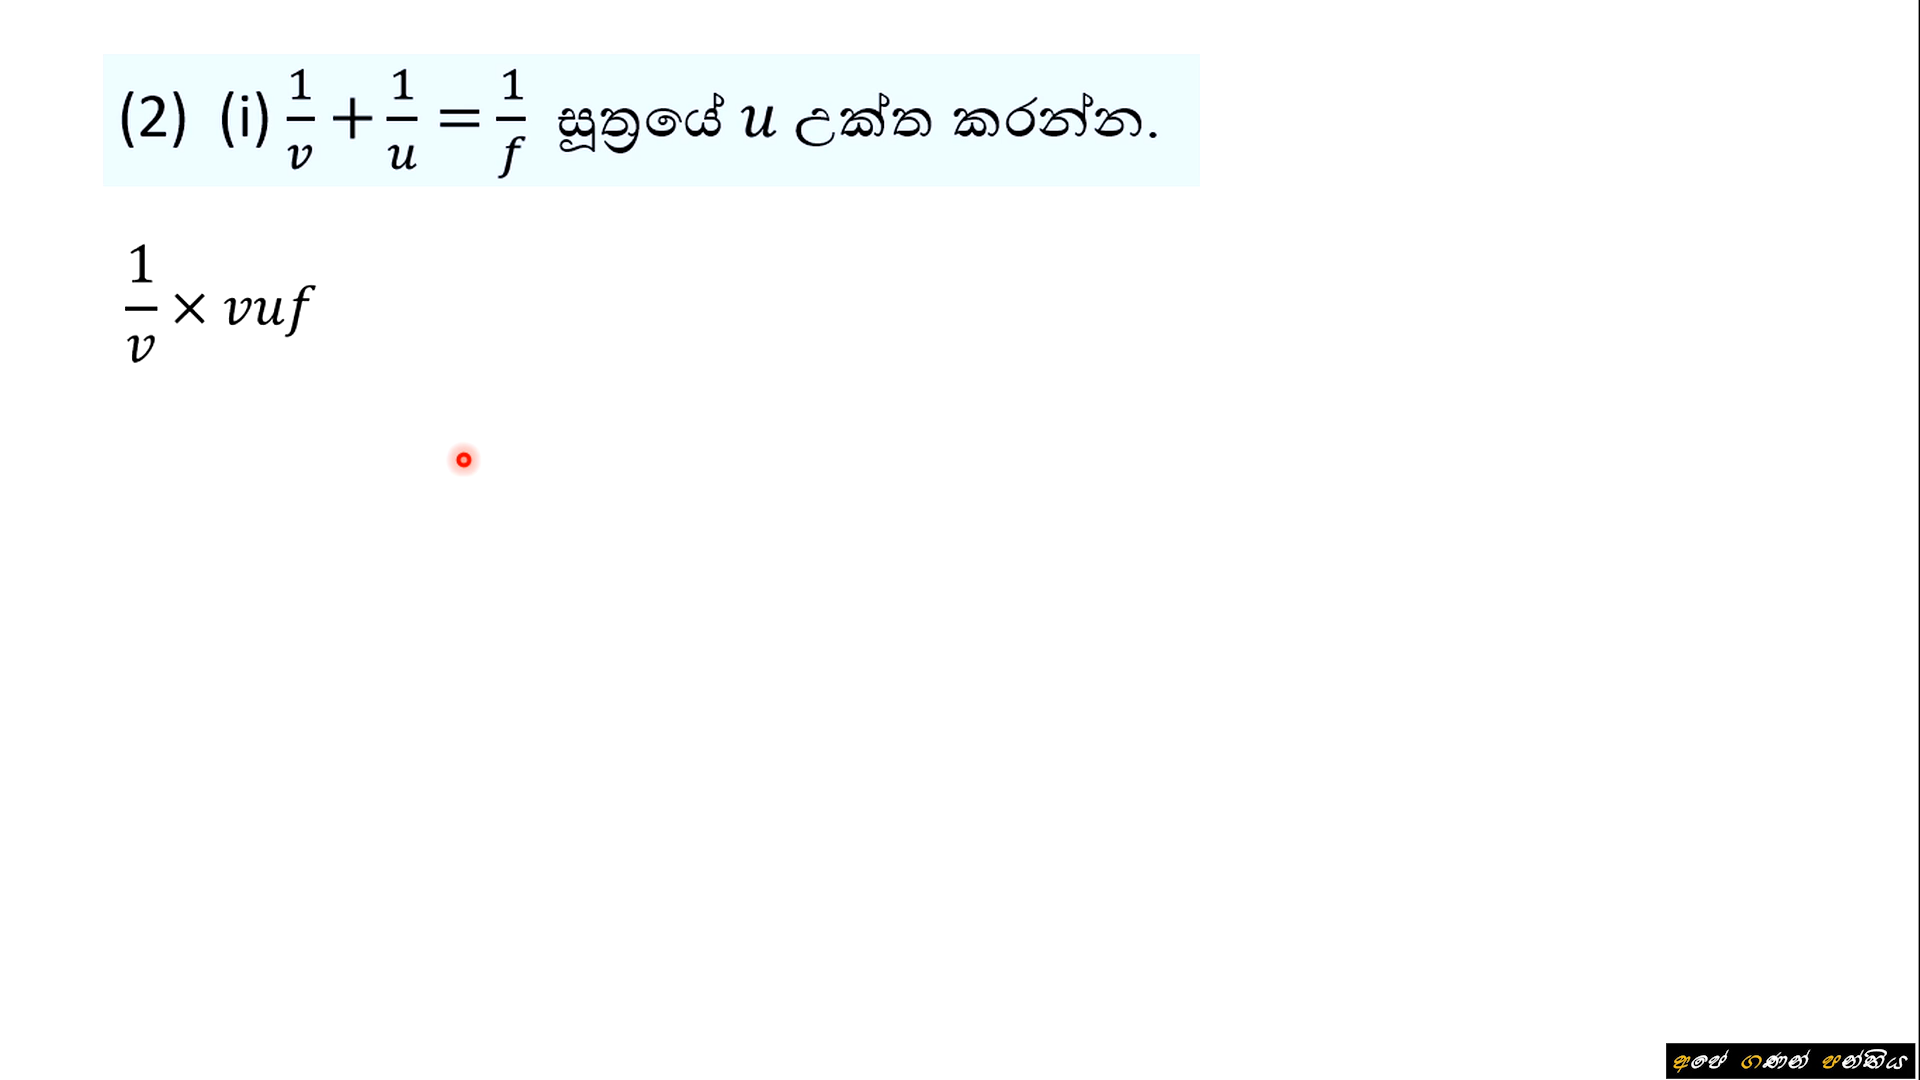 (2) (i) 1/v + 1/u = 1/f සූත්‍රයේ u උක්ත කරන්න.
1/v × vuf
අපේ ගණන් පන්තිය